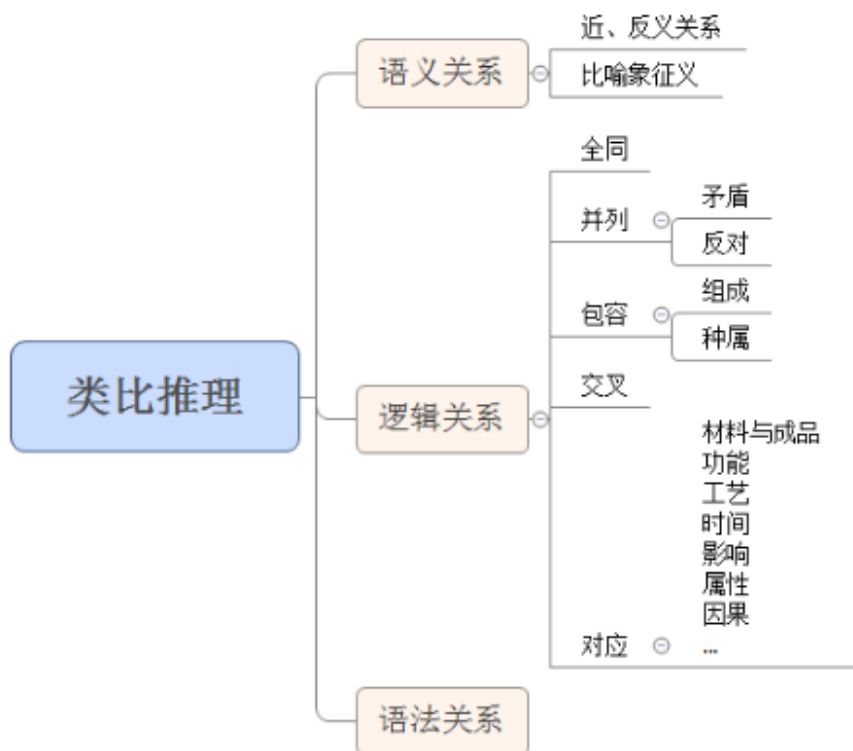 类比推理
语义关系
近、反义关系
比喻象征义
逻辑关系
全同
并列
矛盾
反对
包容
组成
种属
交叉
对应
材料与成品
功能
工艺
时间
影响
属性
因果
...
语法关系